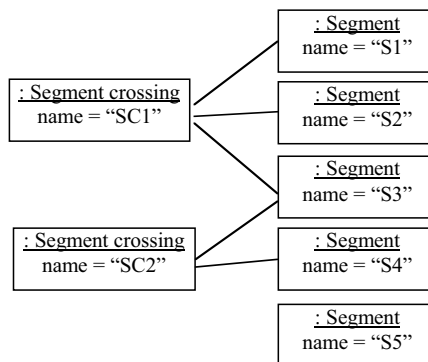 : Segment
name = “S1”
: Segment crossing
name = “SC1”
: Segment
name = “S2”
: Segment
name = “S3”
: Segment crossing
name = “SC2”
: Segment
name = “S4”
: Segment
name = “S5”